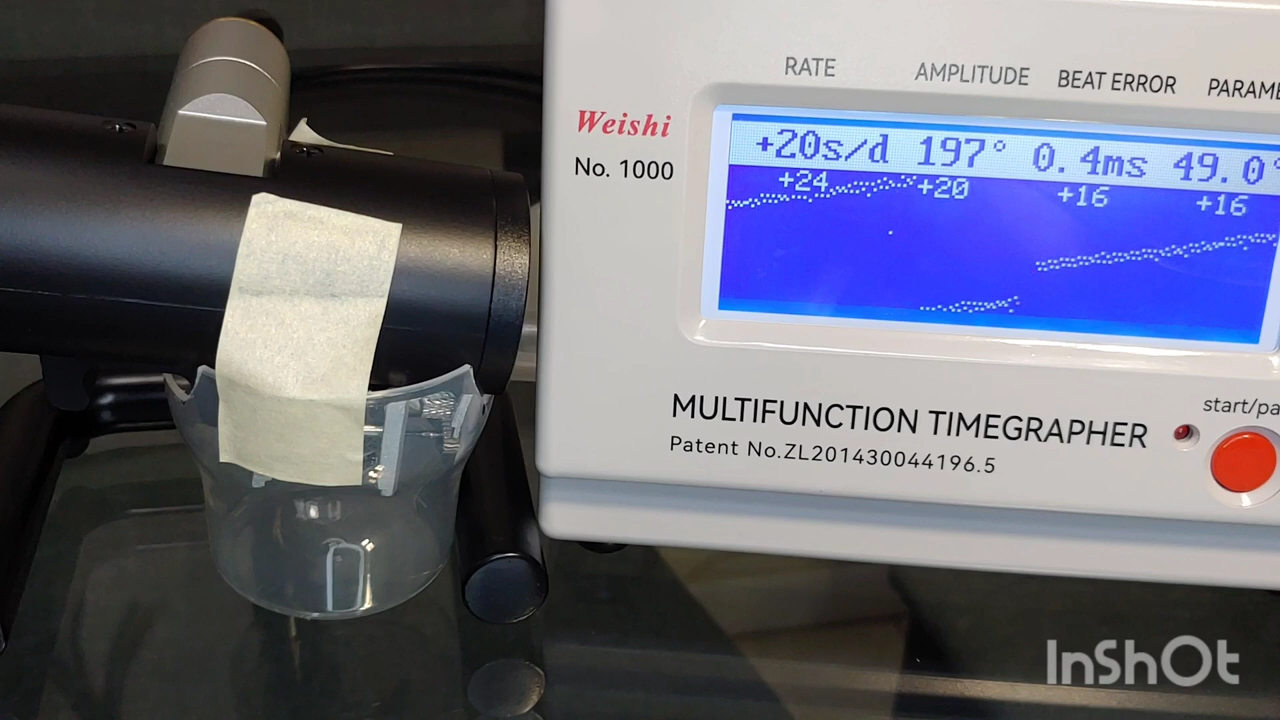 RATE AMPLITUDE BEAT ERROR PARAME
Weishi
No. 1000
+20s/d 197° 0.4ms 49.0°
+24 +20 +16 +16
MULTIFUNCTION TIMEGRAPHER
Patent No.ZL201430044196.5
start/pa
InShOt